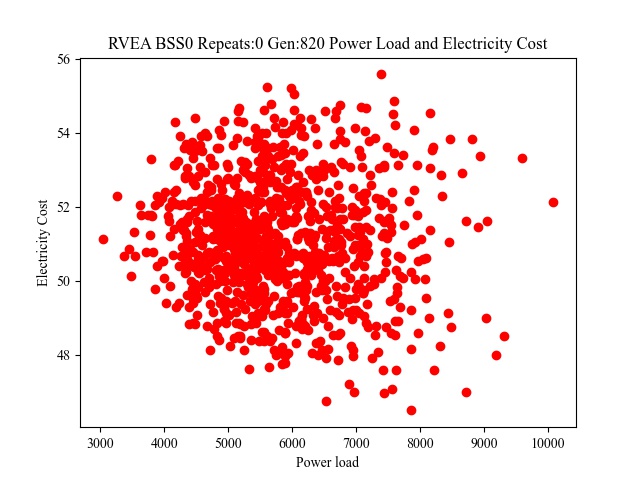 RVEA BSS0 Repeats:0 Gen:820 Power Load and Electricity Cost
56
54
52
50
48
Electricity Cost
3000 4000 5000 6000 7000 8000 9000 10000
Power load